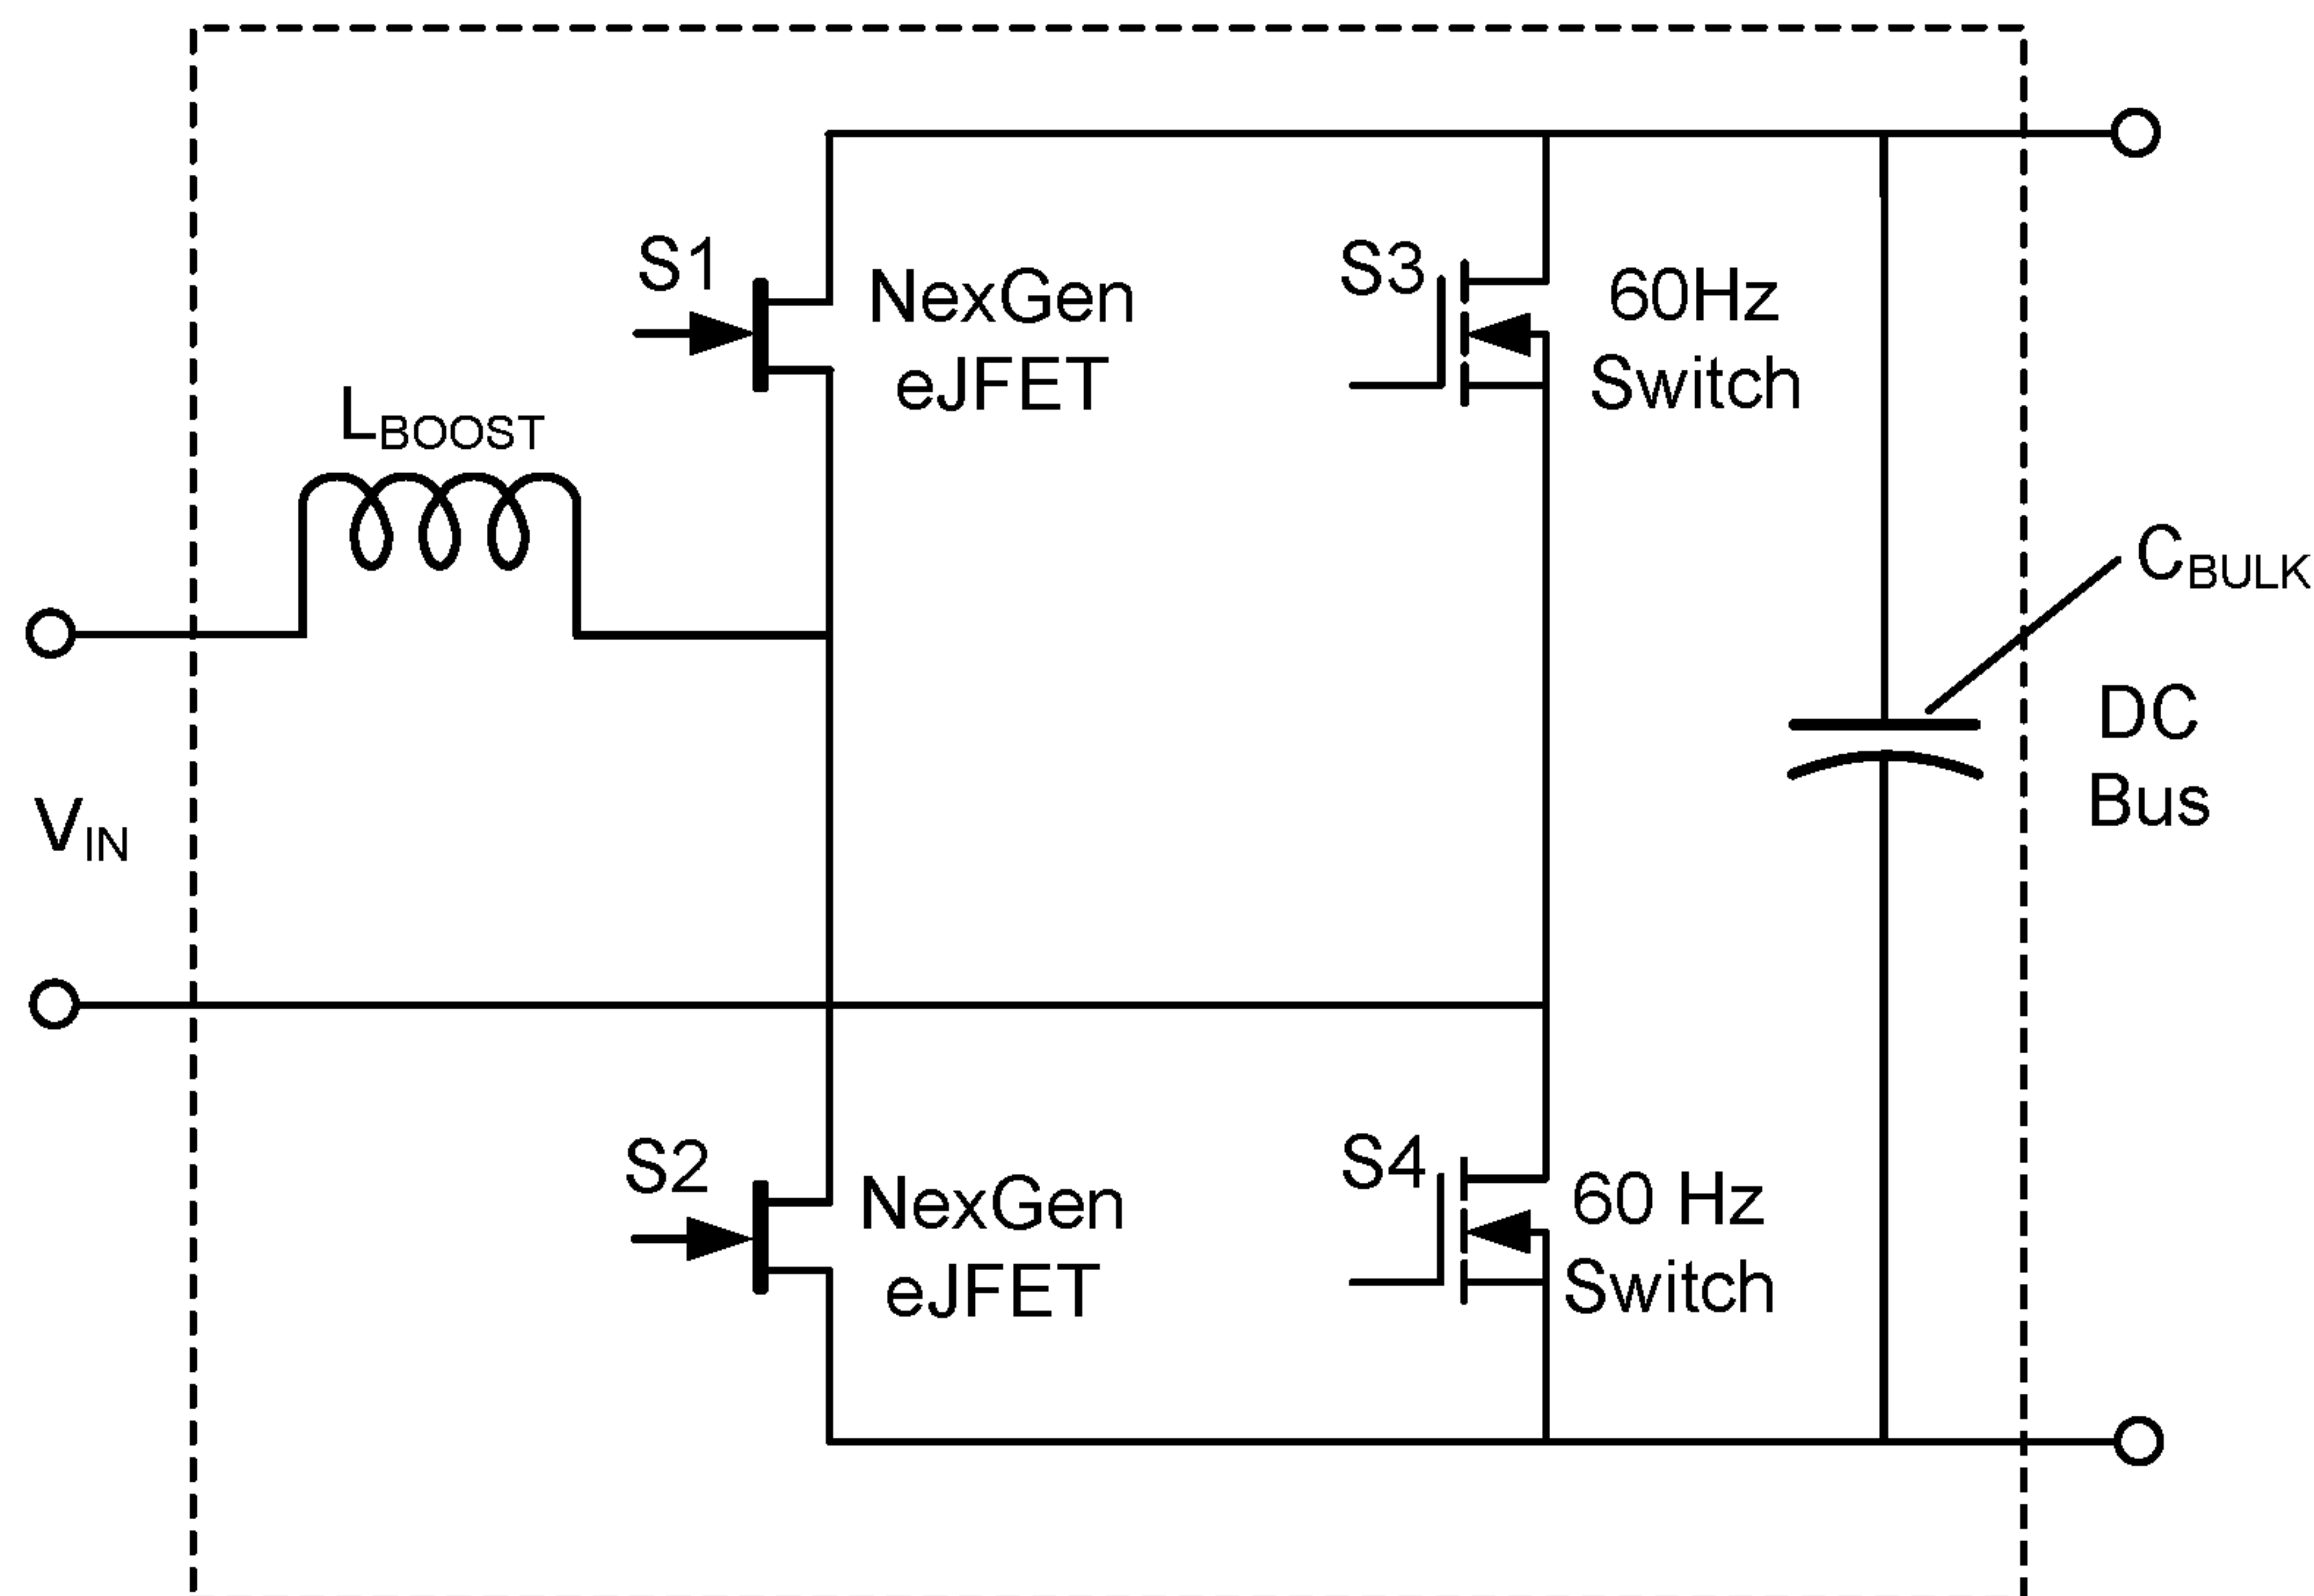 S1
NexGen
eJFET
S3
60Hz
Switch
LBOOST
CBULK
DC
Bus
VIN
S2
NexGen
eJFET
S4
60 Hz
Switch